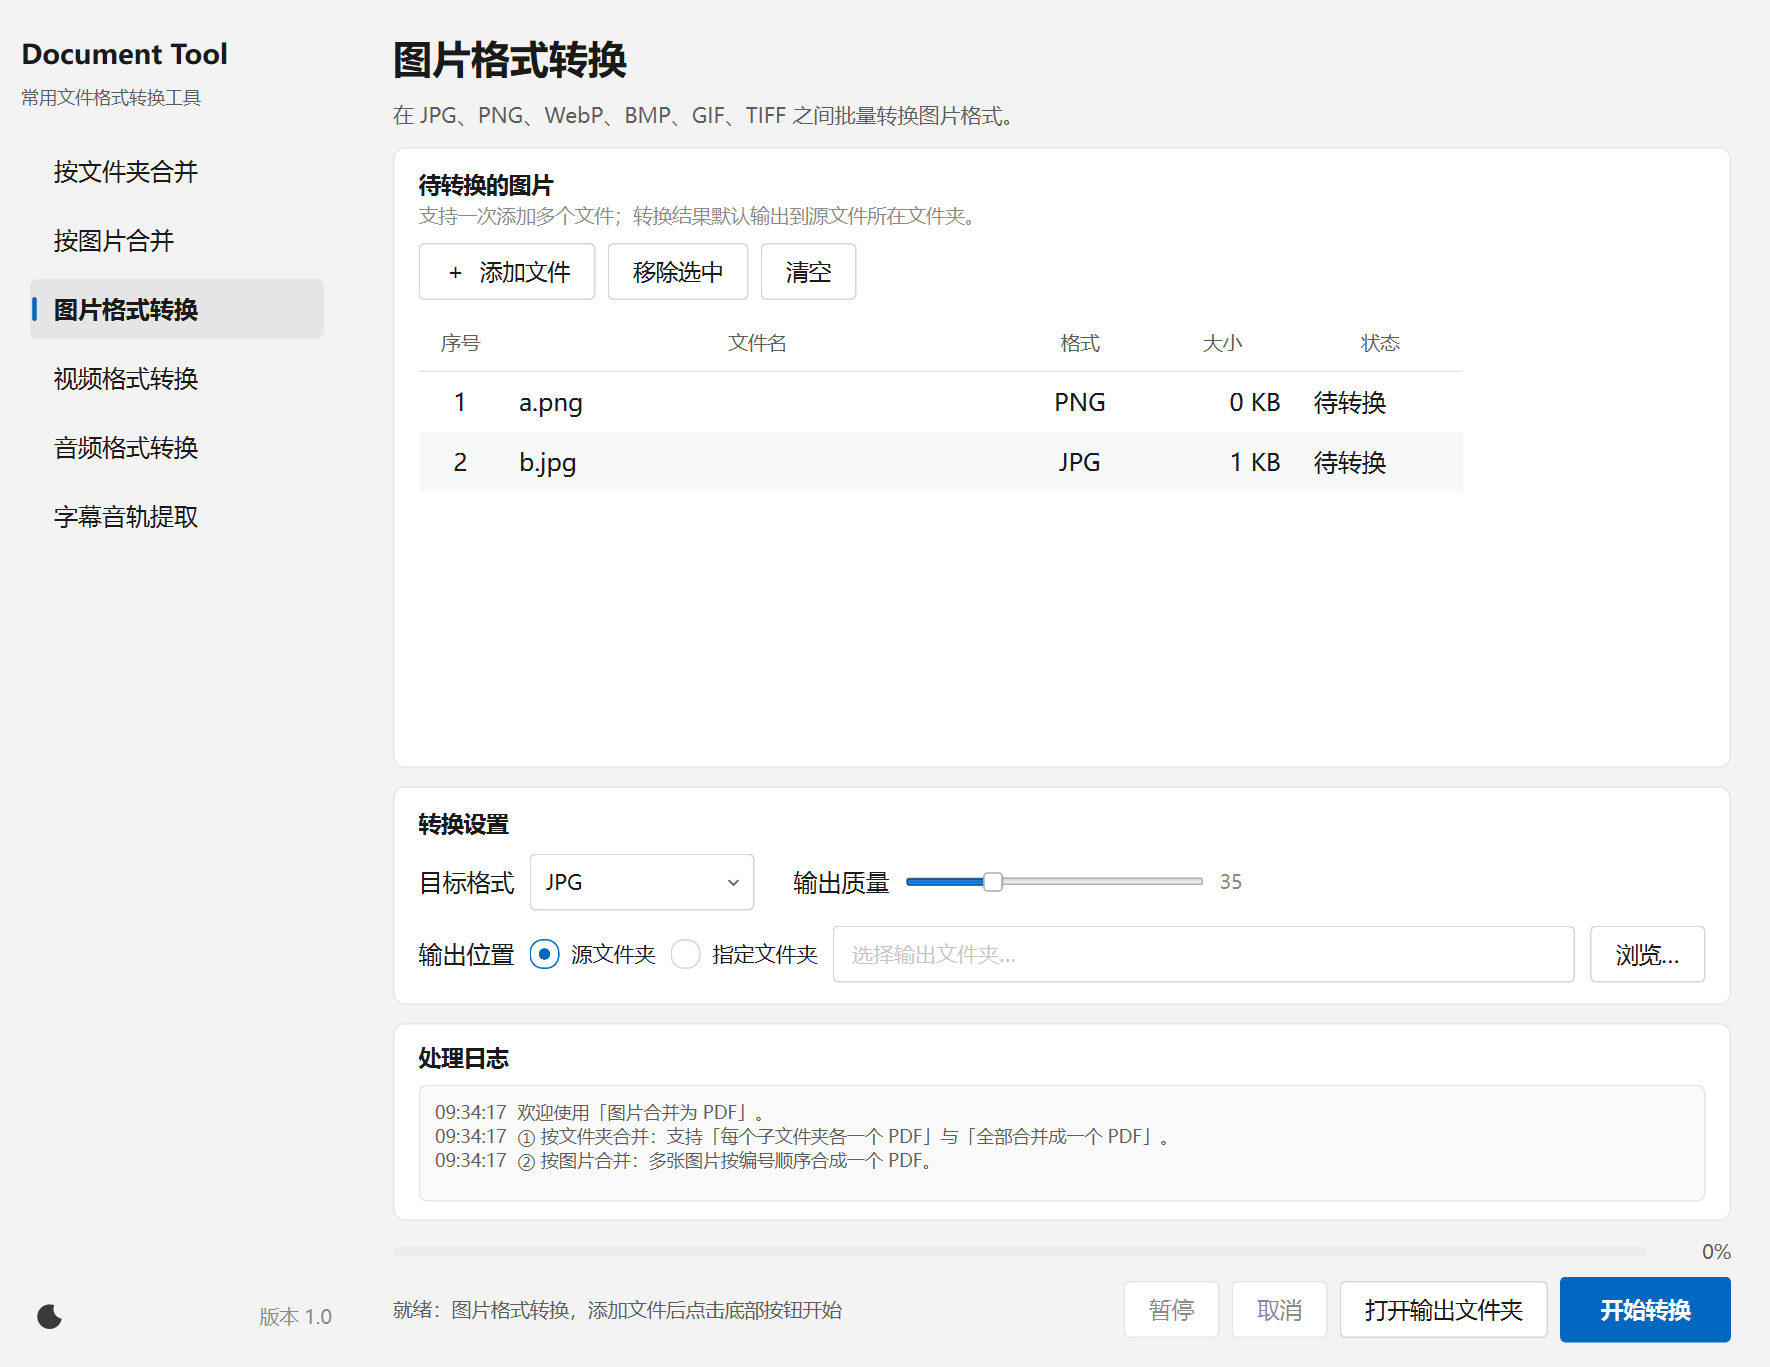 Document Tool
常用文件格式转换工具
按文件夹合并
按图片合并
图片格式转换
视频格式转换
音频格式转换
字幕音轨提取
版本 1.0
图片格式转换
在 JPG、PNG、WebP、BMP、GIF、TIFF 之间批量转换图片格式。
待转换的图片
支持一次添加多个文件；转换结果默认输出到源文件所在文件夹。
+ 添加文件 移除选中 清空
序号 文件名 格式 大小 状态
1 a.png PNG 0 KB 待转换
2 b.jpg JPG 1 KB 待转换
转换设置
目标格式 JPG 输出质量 35
输出位置 源文件夹 指定文件夹 选择输出文件夹... 浏览...
处理日志
09:34:17 欢迎使用「图片合并为 PDF」。
09:34:17 ① 按文件夹合并：支持「每个子文件夹各一个 PDF」与「全部合并成一个 PDF」。
09:34:17 ② 按图片合并：多张图片按编号顺序合成一个 PDF。
0%
就绪：图片格式转换，添加文件后点击底部按钮开始 暂停 取消 打开输出文件夹 开始转换